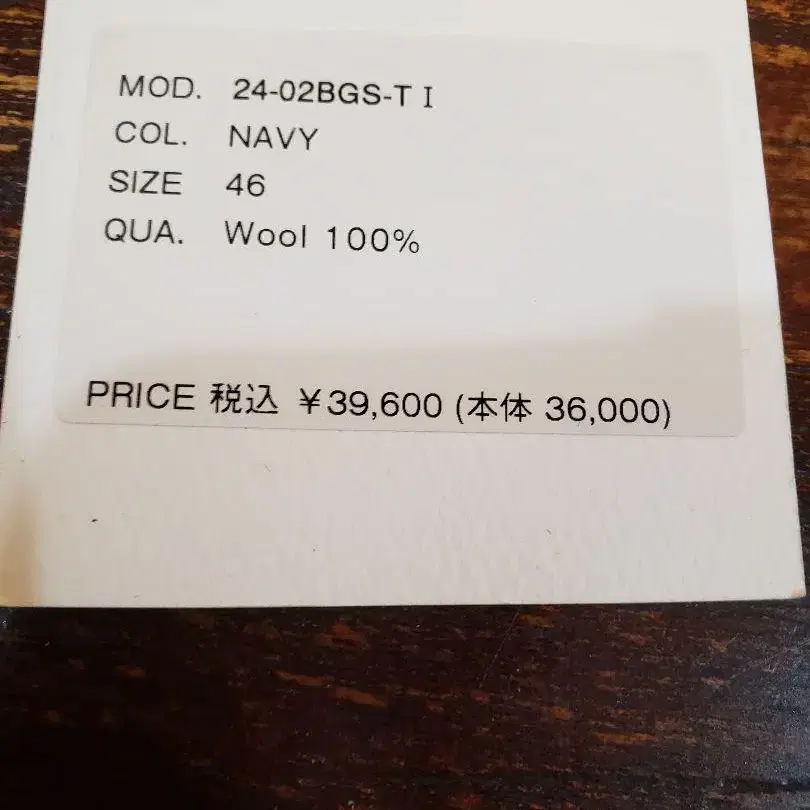 MOD. 24-02BGS-T I
COL. NAVY
SIZE 46
QUA. Wool 100%
PRICE 税込 ¥39,600 (本体 36,000)